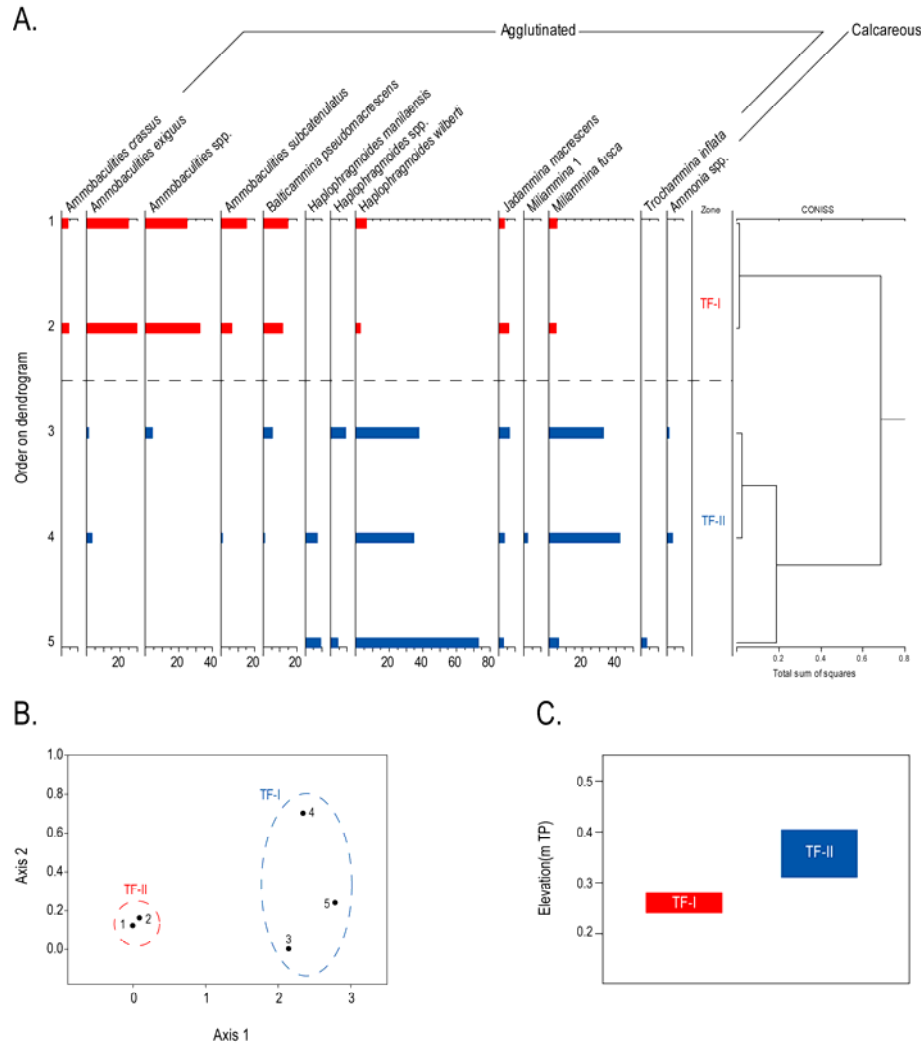 A.
Agglutinated
Calcareous
Ammobaculities crassus
Ammobaculities exiguus
Ammobaculities spp.
Ammobaculities subcatenulatus
Balticammina pseudomacrescens
Haplophragmoides manilaensis
Haplophragmoides spp.
Haplophragmoides wilberti
Jadammina macrescens
Miliammina 1
Miliammina fusca
Trochammina inflata
Ammonia spp.
Zone
CONISS
Order on dendrogram
1
2
3
4
5
TF-I
TF-II
20
20 40
20
20
20 40 60 80
20 40
0.2 0.4 0.6 0.8
Total sum of squares
B.
Axis 2
1.0
0.8
0.6
0.4
0.2
0.0
TF-I
4
5
3
TF-II
1 2
0 1 2 3
Axis 1
C.
Elevation(m TP)
0.5
0.4
0.3
0.2
TF-II
TF-I